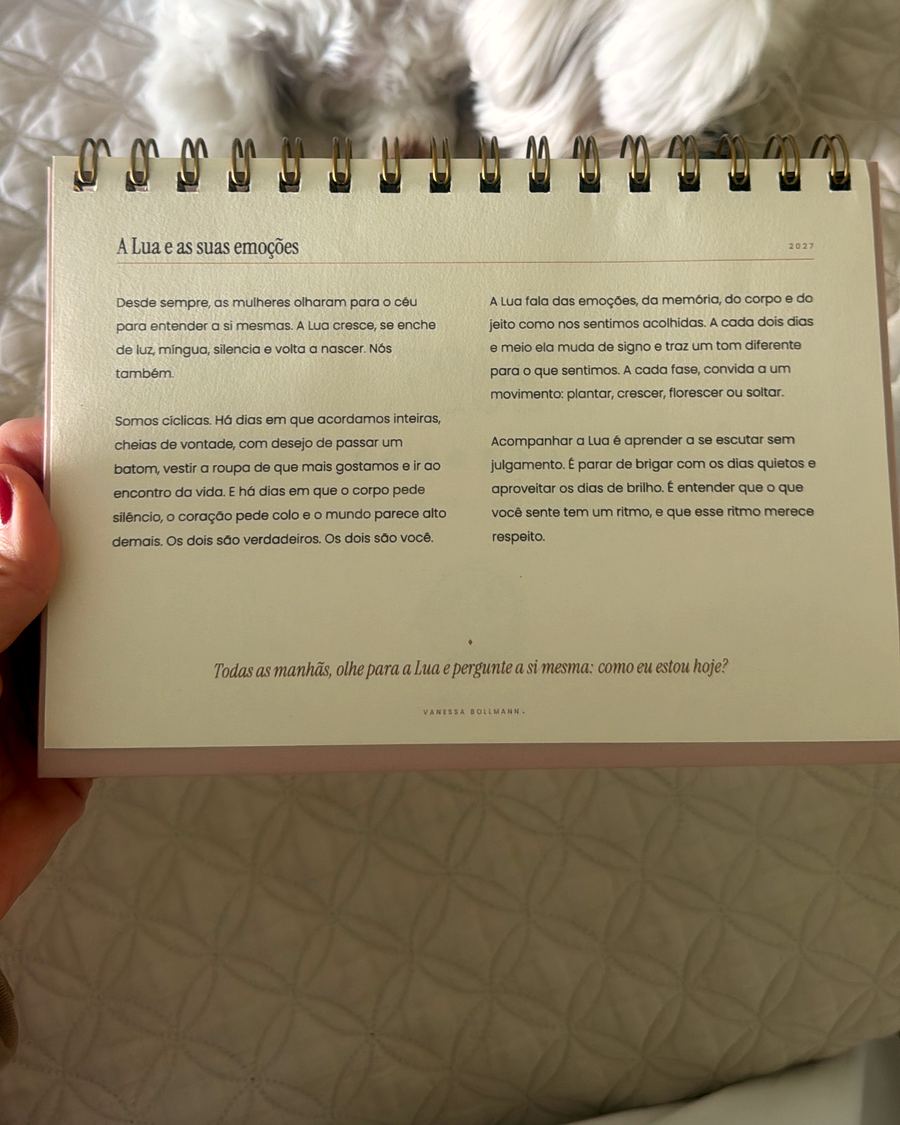 A Lua e as suas emoções
2027
Desde sempre, as mulheres olharam para o céu
para entender a si mesmas. A Lua cresce, se enche
de luz, míngua, silencia e volta a nascer. Nós
também.
Somos cíclicas. Há dias em que acordamos inteiras,
cheias de vontade, com desejo de passar um
batom, vestir a roupa de que mais gostamos e ir ao
encontro da vida. E há dias em que o corpo pede
silêncio, o coração pede colo e o mundo parece alto
demais. Os dois são verdadeiros. Os dois são você.
A Lua fala das emoções, da memória, do corpo e do
jeito como nos sentimos acolhidas. A cada dois dias
e meio ela muda de signo e traz um tom diferente
para o que sentimos. A cada fase, convida a um
movimento: plantar, crescer, florescer ou soltar.
Acompanhar a Lua é aprender a se escutar sem
julgamento. É parar de brigar com os dias quietos e
aproveitar os dias de brilho. É entender que o que
você sente tem um ritmo, e que esse ritmo merece
respeito.
Todas as manhãs, olhe para a Lua e pergunte a si mesma: como eu estou hoje?
VANESSA BOLLMANN.